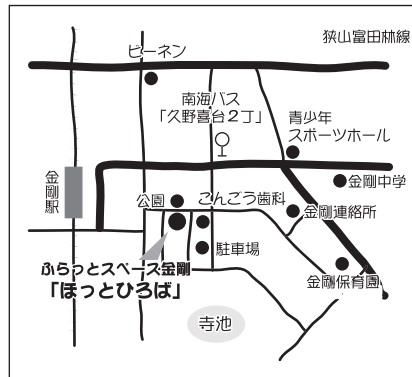 狭山富田林線
ピーネン
南海バス
「久野喜台2丁」
青少年
スポーツホール
金剛駅
公園
こんごう歯科
金剛中学
金剛連絡所
駐車場
ふらっとスペース金剛
「ほっとひろば」
金剛保育園
寺池